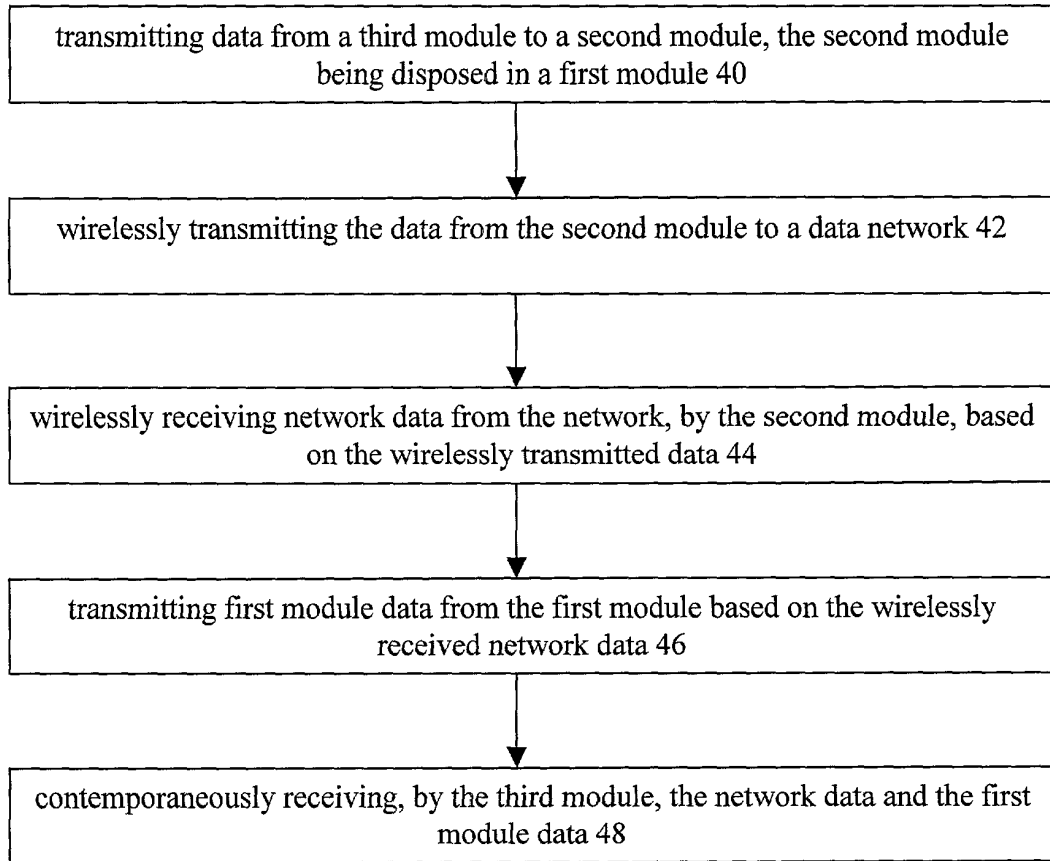 transmitting data from a third module to a second module, the second module
being disposed in a first module 40
wirelessly transmitting the data from the second module to a data network 42
wirelessly receiving network data from the network, by the second module, based
on the wirelessly transmitted data 44
transmitting first module data from the first module based on the wirelessly
received network data 46
contemporaneously receiving, by the third module, the network data and the first
module data 48